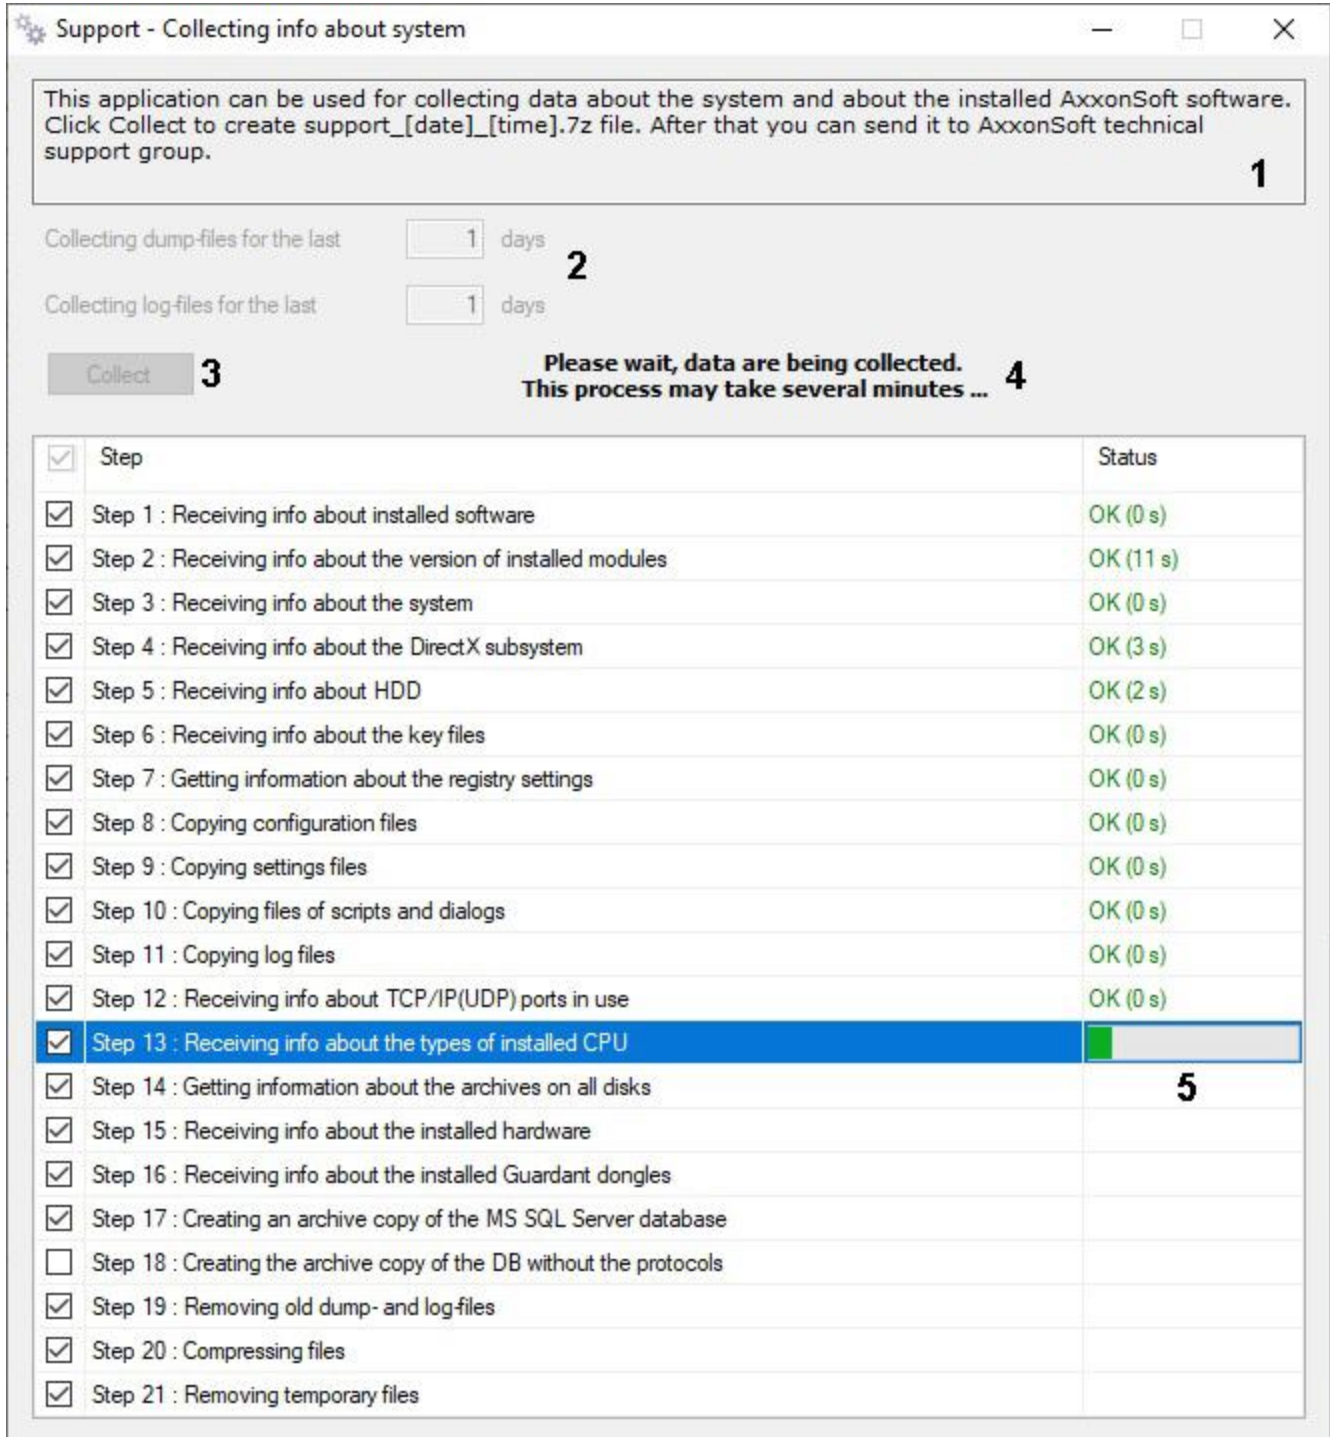 Support - Collecting info about system
This application can be used for collecting data about the system and about the installed AxxonSoft software.
Click Collect to create support_[date]_[time].7z file. After that you can send it to AxxonSoft technical
support group.
1
Collecting dump-files for the last 1 days
2
Collecting log-files for the last 1 days
Collect 3
Please wait, data are being collected.
This process may take several minutes ...
4
Step Status
Step 1 : Receiving info about installed software OK (0 s)
Step 2 : Receiving info about the version of installed modules OK (11 s)
Step 3 : Receiving info about the system OK (0 s)
Step 4 : Receiving info about the DirectX subsystem OK (3 s)
Step 5 : Receiving info about HDD OK (2 s)
Step 6 : Receiving info about the key files OK (0 s)
Step 7 : Getting information about the registry settings OK (0 s)
Step 8 : Copying configuration files OK (0 s)
Step 9 : Copying settings files OK (0 s)
Step 10 : Copying files of scripts and dialogs OK (0 s)
Step 11 : Copying log files OK (0 s)
Step 12 : Receiving info about TCP/IP(UDP) ports in use OK (0 s)
Step 13 : Receiving info about the types of installed CPU
Step 14 : Getting information about the archives on all disks 5
Step 15 : Receiving info about the installed hardware
Step 16 : Receiving info about the installed Guardant dongles
Step 17 : Creating an archive copy of the MS SQL Server database
Step 18 : Creating the archive copy of the DB without the protocols
Step 19 : Removing old dump- and log-files
Step 20 : Compressing files
Step 21 : Removing temporary files